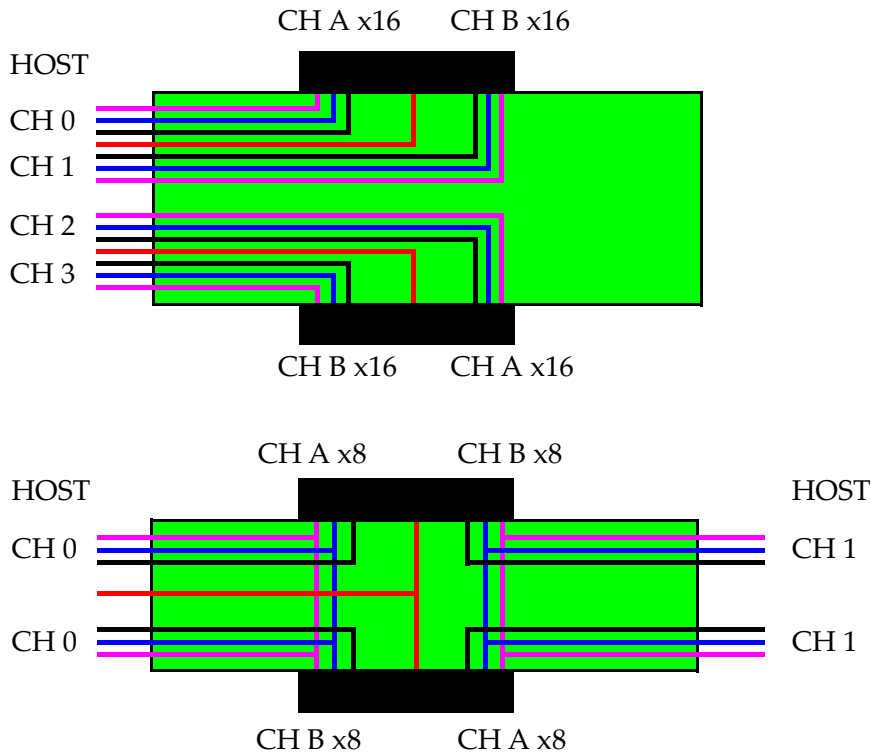 CH A x16 CH B x16
HOST
CH 0
CH 1
CH 2
CH 3
CH B x16 CH A x16
CH A x8 CH B x8
HOST HOST
CH 0 CH 1
CH 0 CH 1
CH B x8 CH A x8